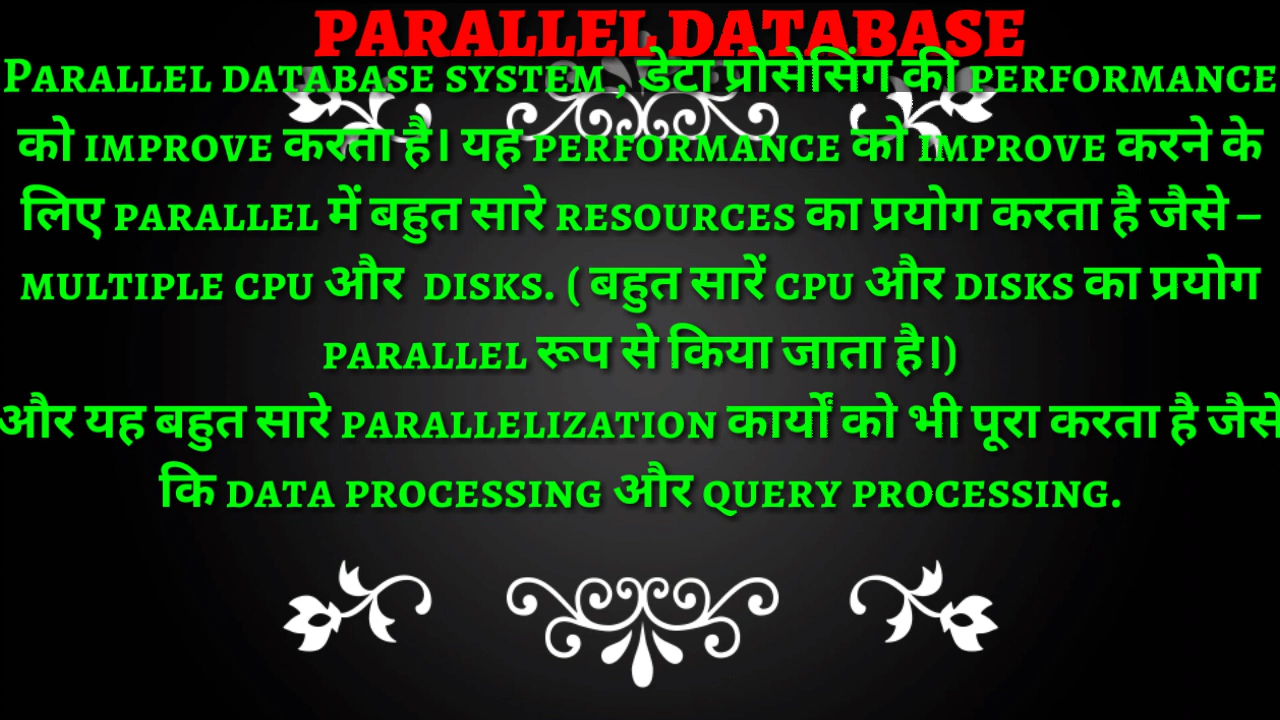 PARALLEL DATABASE
Parallel database system , डेटा प्रोसेसिंग की performance
को improve करता है। यह performance को improve करने के
लिए parallel में बहुत सारे resources का प्रयोग करता है जैसे –
multiple cpu और disks. ( बहुत सारें cpu और disks का प्रयोग
parallel रूप से किया जाता है।)
और यह बहुत सारे parallelization कार्यों को भी पूरा करता है जैसे
कि data processing और query processing.